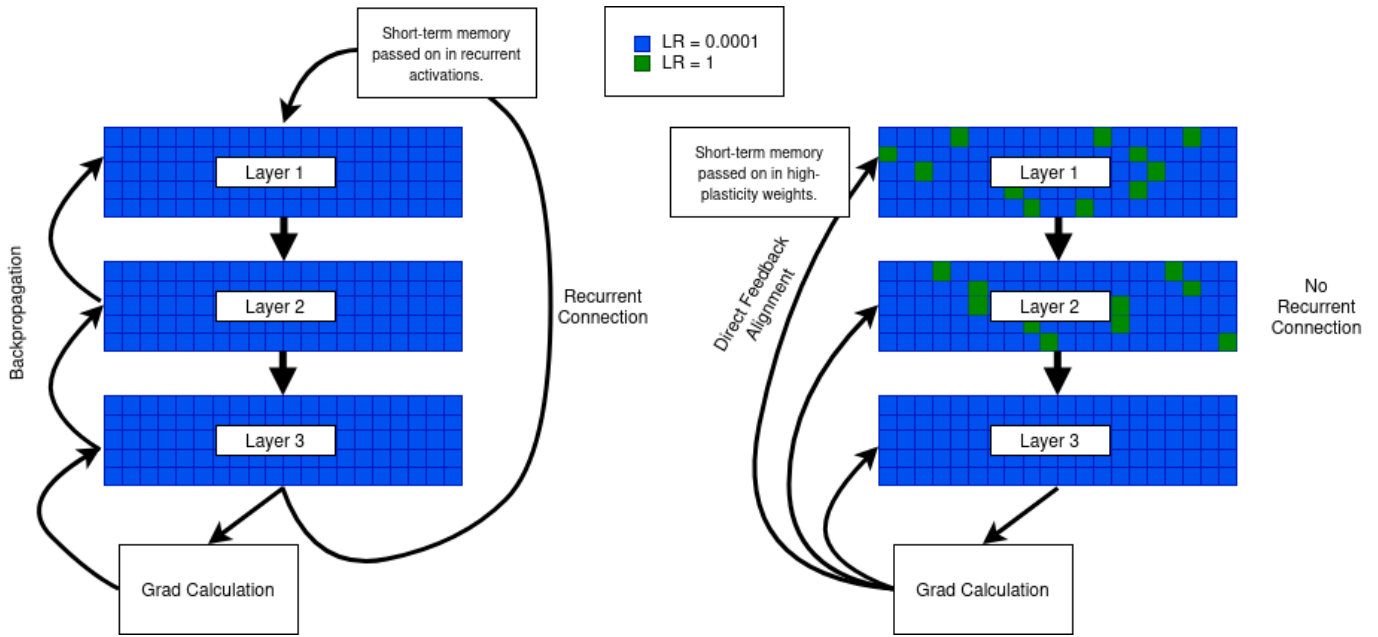 Short-term memory
passed on in recurrent
activations.
LR = 0.0001
LR = 1
Layer 1
Layer 2
Layer 3
Backpropagation
Recurrent
Connection
Grad Calculation
Short-term memory
passed on in high-
plasticity weights.
Direct Feedback
Alignment
Layer 1
Layer 2
Layer 3
No
Recurrent
Connection
Grad Calculation